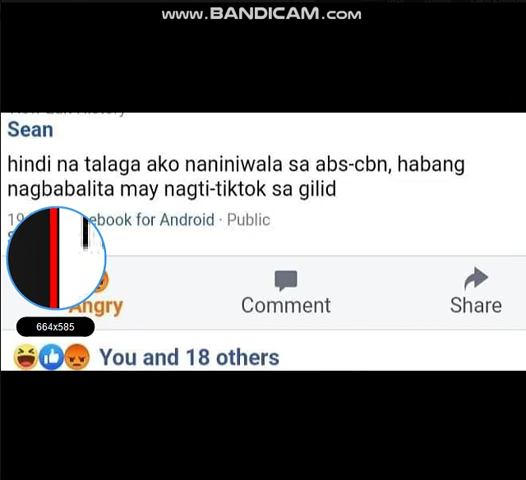 www.BANDICAM.com
Sean
hindi na talaga ako naniniwala sa abs-cbn, habang
nagbabalita may nagti-tiktok sa gilid
for Android · Public
Angry
Comment
Share
664x585
You and 18 others